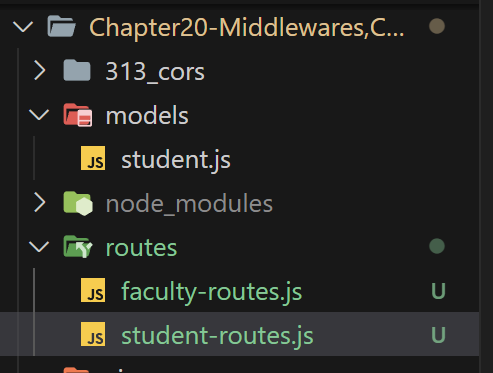 Chapter20-Middlewares,C...
313_cors
models
JS student.js
node_modules
routes
JS faculty-routes.js U
JS student-routes.js U